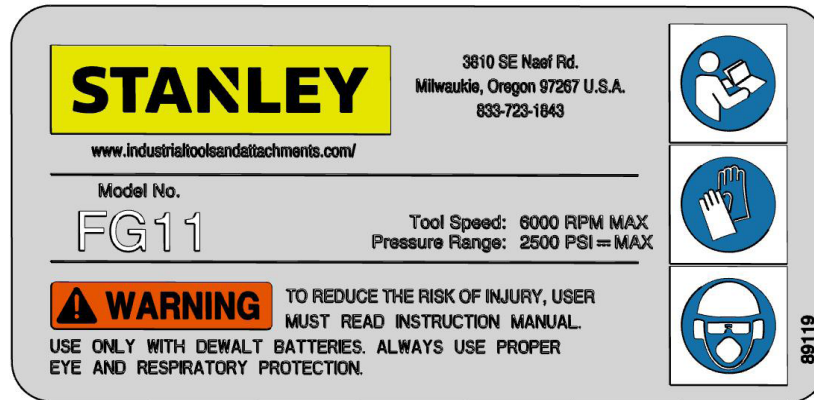 STANLEY
3810 SE Naef Rd.
Milwaukie, Oregon 97267 U.S.A.
833-723-1843
www.industrialtoolsandattachments.com/
Model No.
FG11
Tool Speed: 6000 RPM MAX
Pressure Range: 2500 PSI = MAX
WARNING
TO REDUCE THE RISK OF INJURY, USER
MUST READ INSTRUCTION MANUAL.
USE ONLY WITH DEWALT BATTERIES. ALWAYS USE PROPER
EYE AND RESPIRATORY PROTECTION.
89119